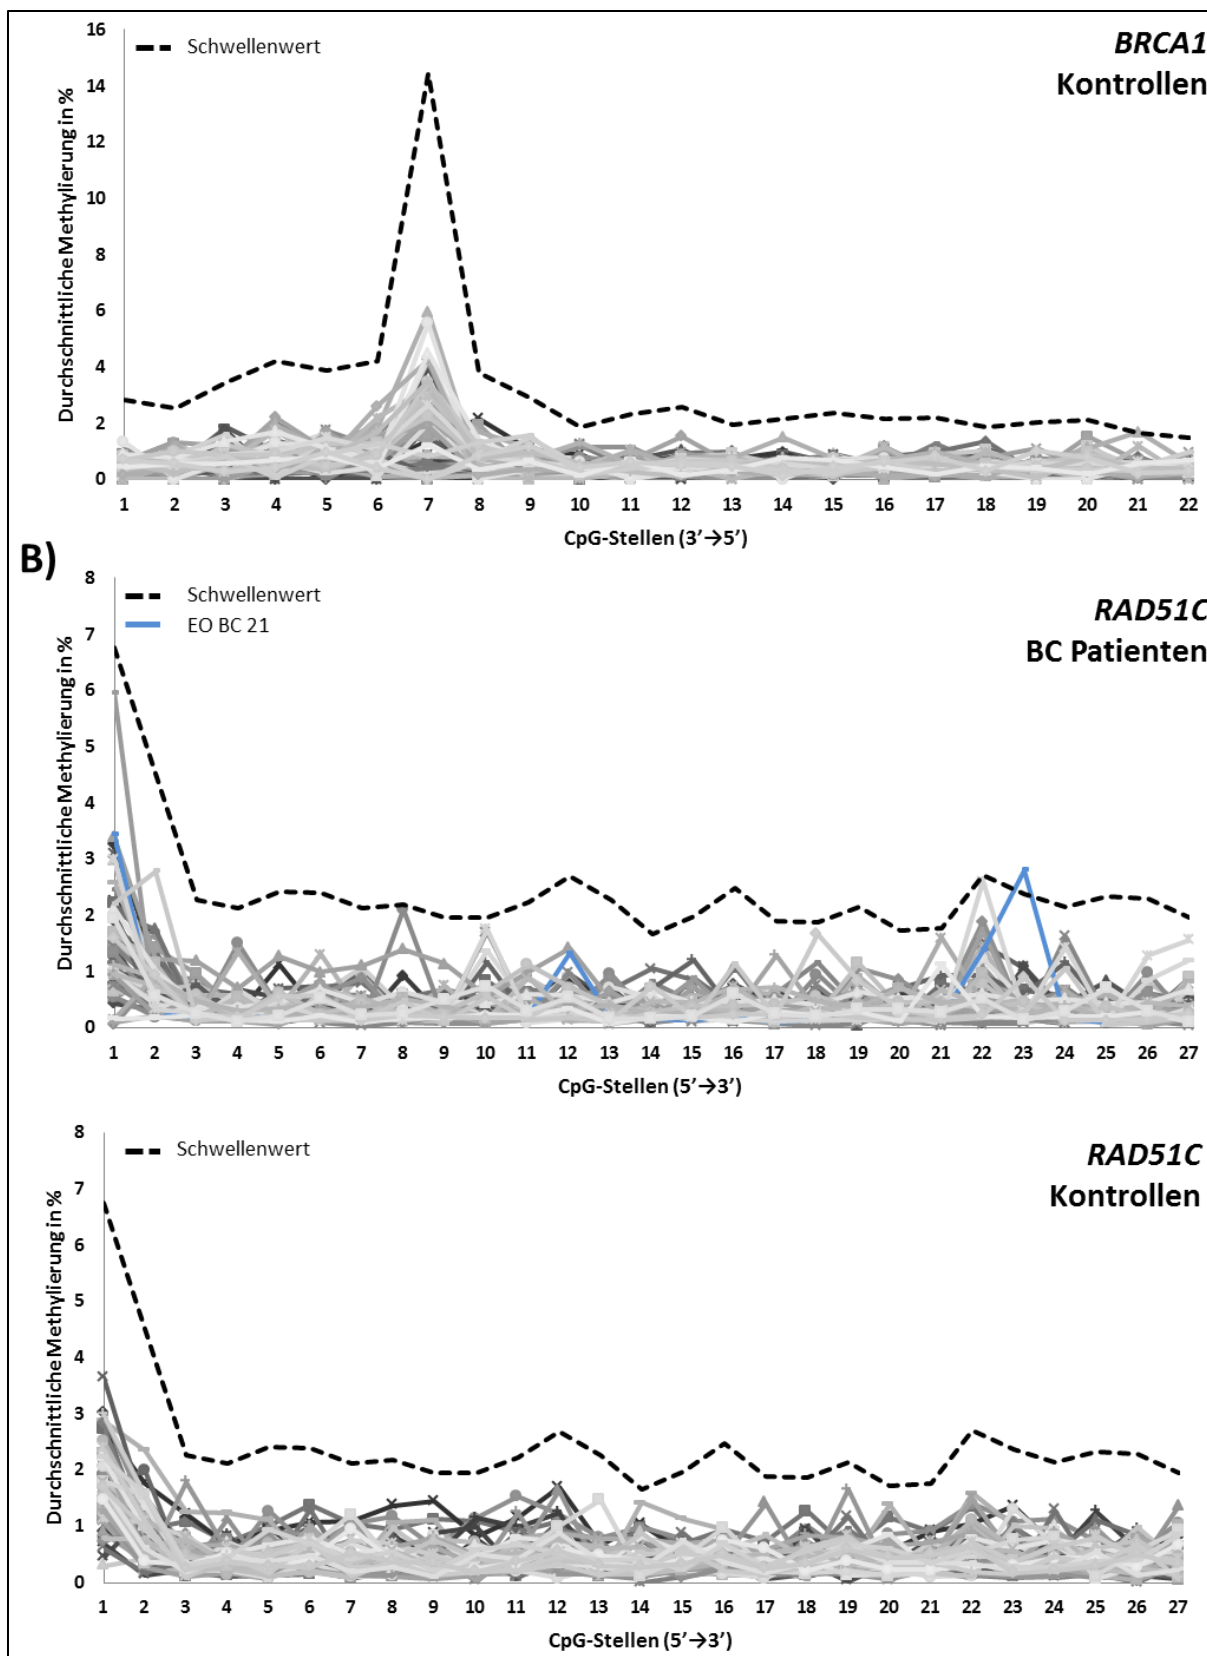 16
14
12
10
8
6
4
2
0
Durchschnittliche Methylierung in %
Schwellenwert
BRCA1
Kontrollen
1 2 3 4 5 6 7 8 9 10 11 12 13 14 15 16 17 18 19 20 21 22
CpG-Stellen (3’→5’)
B)
8
7
6
5
4
3
2
1
0
Durchschnittliche Methylierung in %
Schwellenwert
EO BC 21
RAD51C
BC Patienten
1 2 3 4 5 6 7 8 9 10 11 12 13 14 15 16 17 18 19 20 21 22 23 24 25 26 27
CpG-Stellen (5’→3’)
8
7
6
5
4
3
2
1
0
Durchschnittliche Methylierung in %
Schwellenwert
RAD51C
Kontrollen
1 2 3 4 5 6 7 8 9 10 11 12 13 14 15 16 17 18 19 20 21 22 23 24 25 26 27
CpG-Stellen (5’→3’)